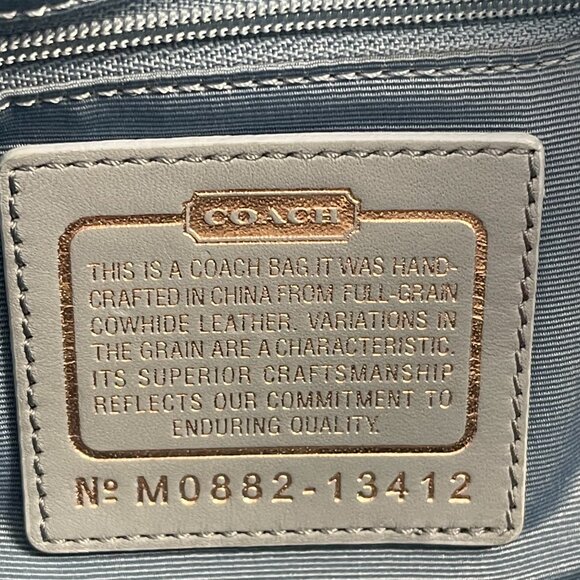 COACH
THIS IS A COACH BAG.IT WAS HAND-
CRAFTED IN CHINA FROM FULL-GRAIN
COWHIDE LEATHER. VARIATIONS IN
THE GRAIN ARE A CHARACTERISTIC.
ITS SUPERIOR CRAFTSMANSHIP
REFLECTS OUR COMMITMENT TO
ENDURING QUALITY.
Nº M0882-13412